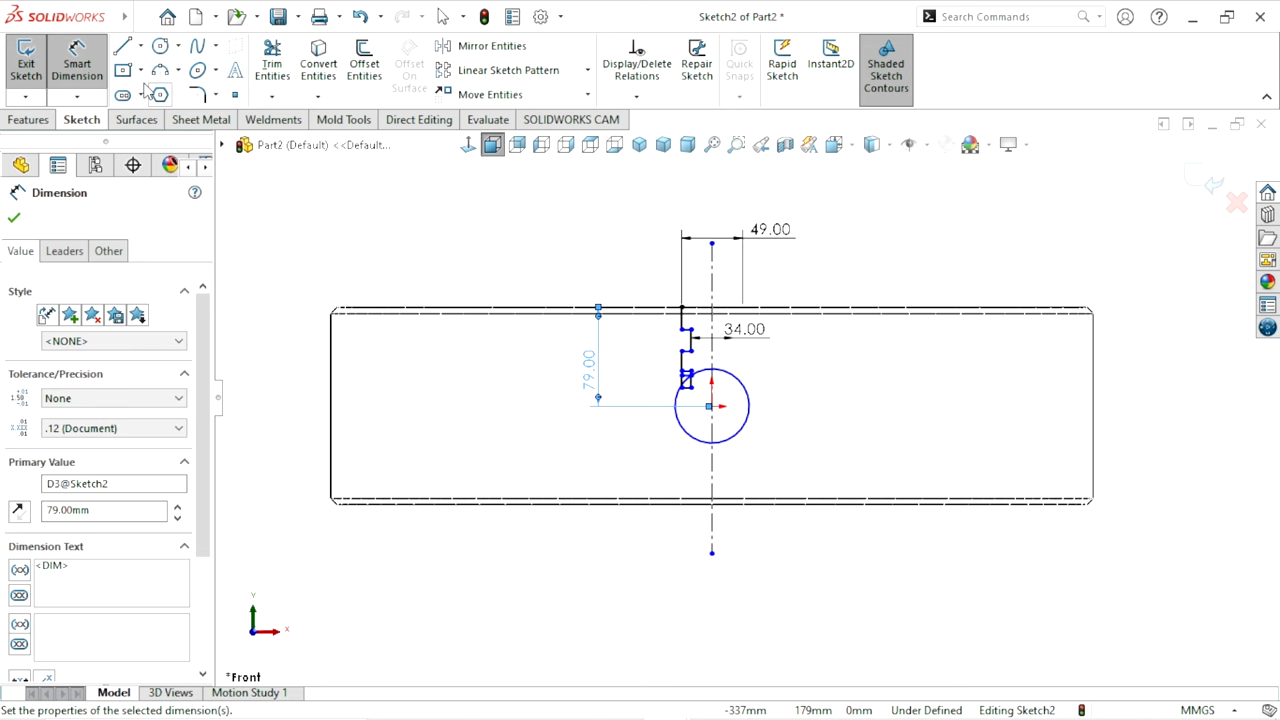 SOLIDWORKS
Sketch2 of Part2 *
Search Commands
Exit Sketch
Smart Dimension
Trim Entities
Convert Entities
Offset Entities
Offset On Surface
Mirror Entities
Linear Sketch Pattern
Move Entities
Display/Delete Relations
Repair Sketch
Quick Snaps
Rapid Sketch
Instant2D
Shaded Sketch Contours
Features
Sketch
Surfaces
Sheet Metal
Weldments
Mold Tools
Direct Editing
Evaluate
SOLIDWORKS CAM
Part2 (Default) <<Default...
Dimension
Value
Leaders
Other
Style
<NONE>
Tolerance/Precision
None
.12 (Document)
Primary Value
D3@Sketch2
79.00mm
Dimension Text
<DIM>
49.00
34.00
79.00
Y
X
*Front
Model
3D Views
Motion Study 1
Set the properties of the selected dimension(s).
-337mm
179mm
0mm
Under Defined
Editing Sketch2
MMGS